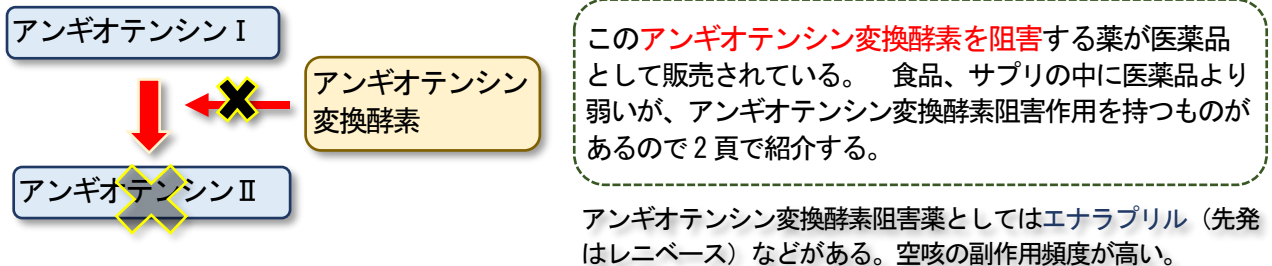 アンギオテンシンⅠ
アンギオテンシン
変換酵素
アンギオテンシンⅡ
このアンギオテンシン変換酵素を阻害する薬が医薬品
として販売されている。　食品、サプリの中に医薬品より
弱いが、アンギオテンシン変換酵素阻害作用を持つものが
あるので2頁で紹介する。
アンギオテンシン変換酵素阻害薬としてはエナラプリル（先発
はレニベース）などがある。空咳の副作用頻度が高い。